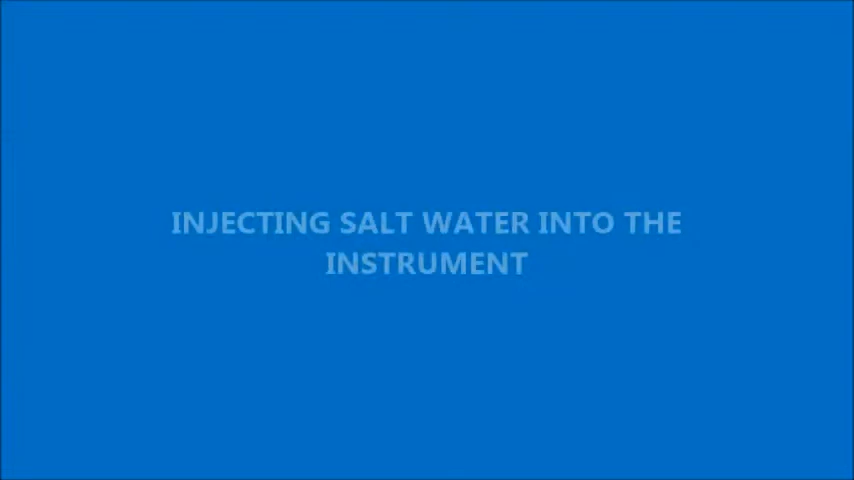 INJECTING SALT WATER INTO THE
INSTRUMENT